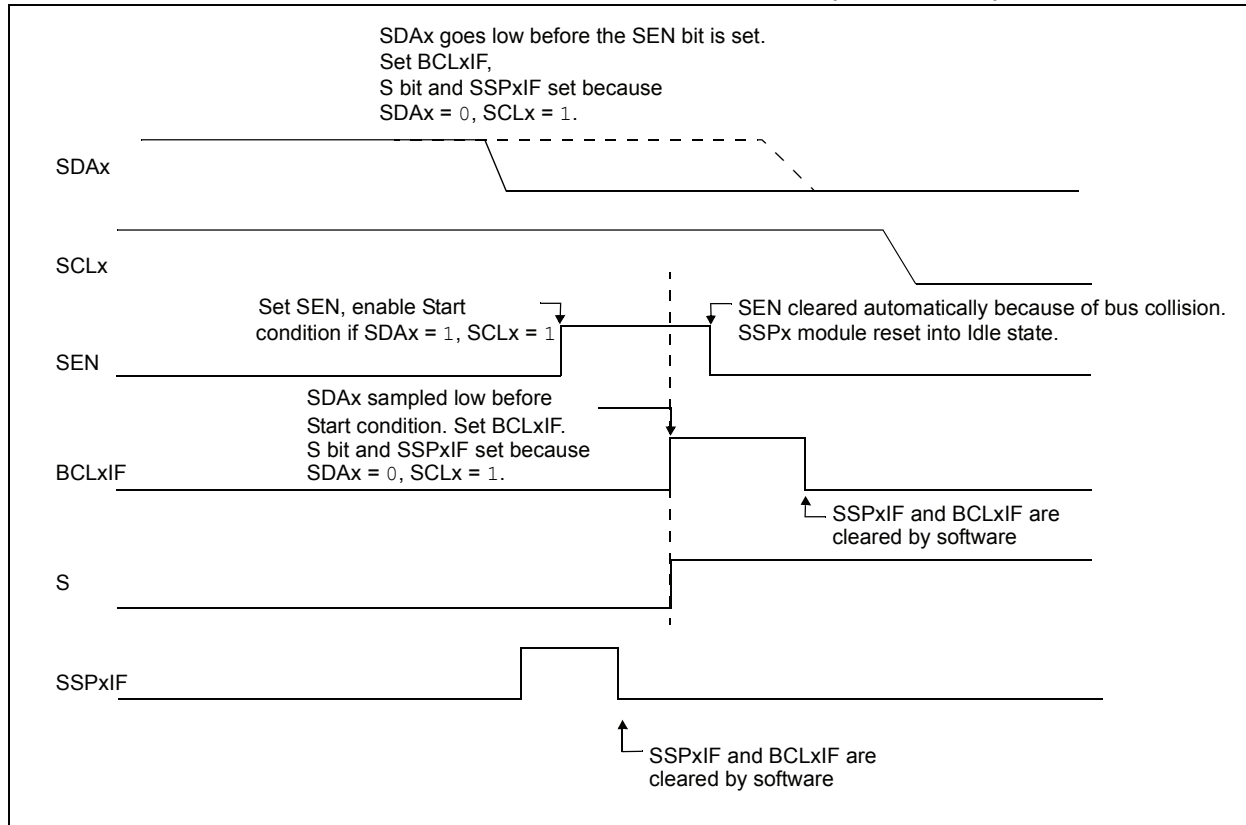 SDAx goes low before the SEN bit is set.
Set BCLxIF,
S bit and SSPxIF set because
SDAx = 0, SCLx = 1.
SDAx
SCLx
Set SEN, enable Start
condition if SDAx = 1, SCLx = 1
SEN cleared automatically because of bus collision.
SSPx module reset into Idle state.
SEN
SDAx sampled low before
Start condition. Set BCLxIF.
S bit and SSPxIF set because
SDAx = 0, SCLx = 1.
BCLxIF
SSPxIF and BCLxIF are
cleared by software
S
SSPxIF
SSPxIF and BCLxIF are
cleared by software